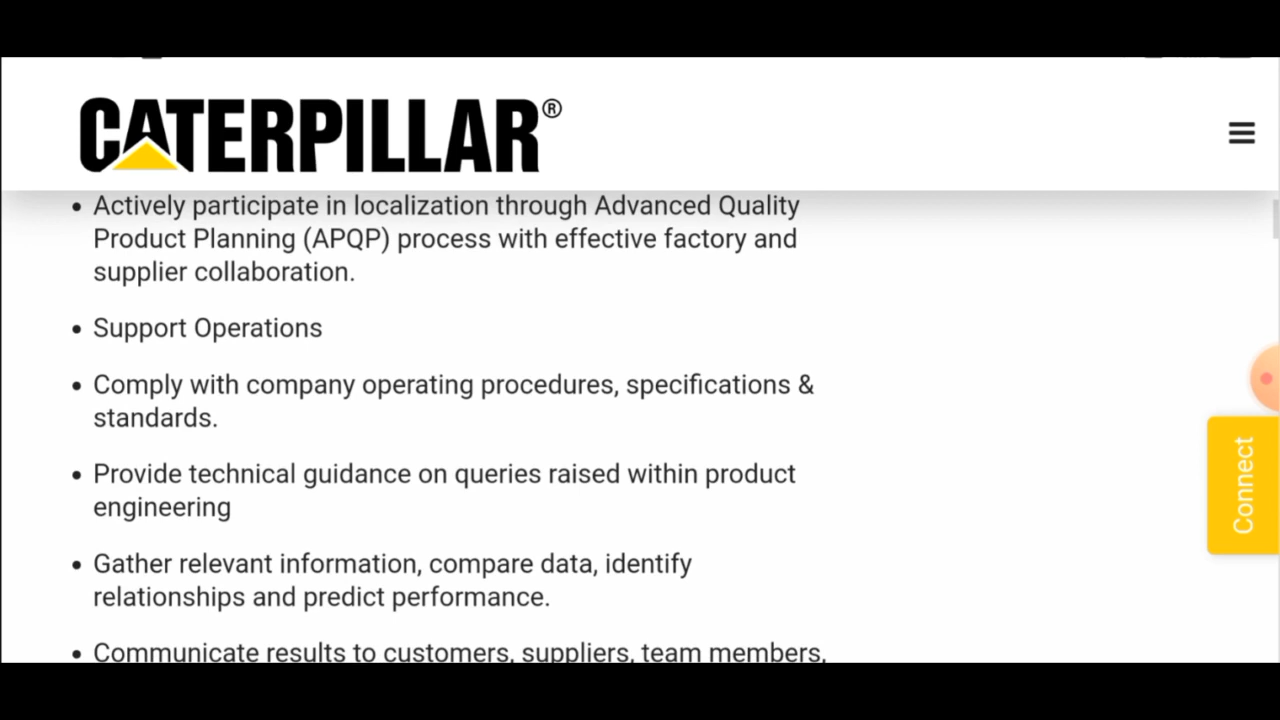 CATERPILLAR®
• Actively participate in localization through Advanced Quality
Product Planning (APQP) process with effective factory and
supplier collaboration.
• Support Operations
• Comply with company operating procedures, specifications &
standards.
• Provide technical guidance on queries raised within product
engineering
• Gather relevant information, compare data, identify
relationships and predict performance.
• Communicate results to customers, suppliers, team members,
Connect